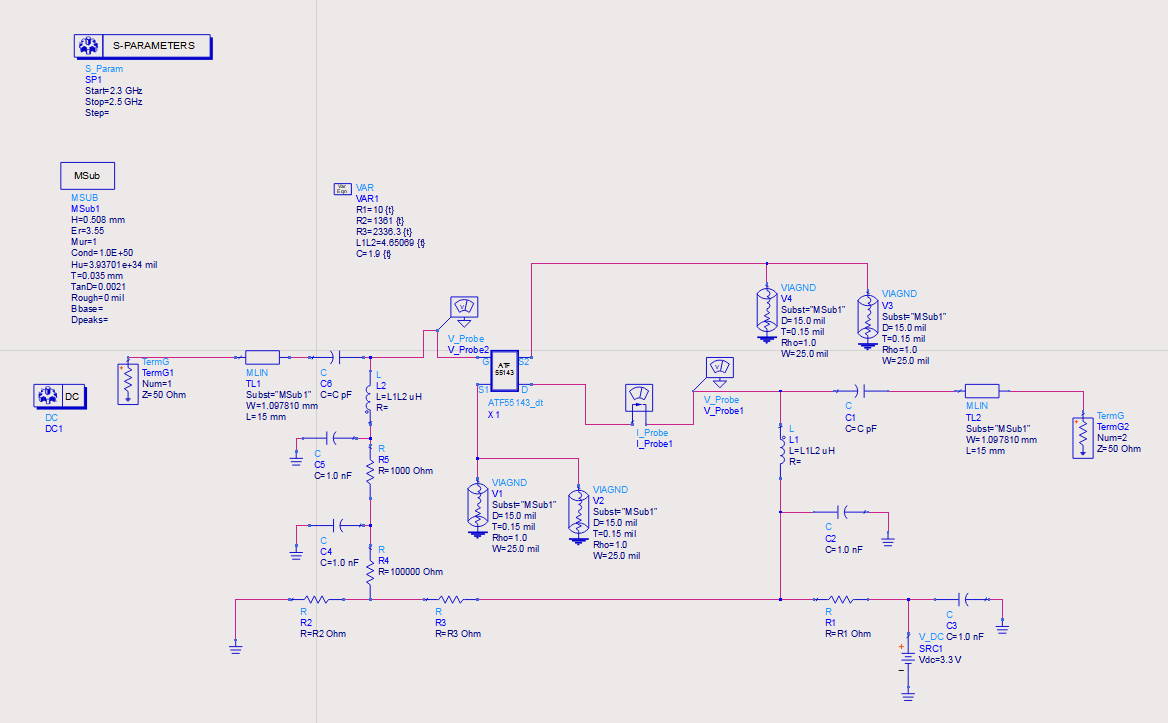 S-PARAMETERS
S_Param
SP1
Start=2.3 GHz
Stop=2.5 GHz
Step=
MSub
MSUB
MSub1
H=0.508 mm
Er=3.55
Mur=1
Cond=1.0E+50
Hu=3.93701e+34 mil
T=0.035 mm
TanD=0.0021
Rough=0 mil
Bbase=
Dpeaks=
Var
Eqn
VAR
VAR1
R1=10 {t}
R2=1361 {t}
R3=2336.3 {t}
L1L2=4.65069 {t}
C=1.9 {t}
VIAGND
V4
Subst="MSub1"
D=15.0 mil
T=0.15 mil
Rho=1.0
W=25.0 mil
VIAGND
V3
Subst="MSub1"
D=15.0 mil
T=0.15 mil
Rho=1.0
W=25.0 mil
V_Probe
V_Probe2
TermG
TermG1
Num=1
Z=50 Ohm
MLIN
TL1
Subst="MSub1"
W=1.097810 mm
L=15 mm
C
C6
C=C pF
L
L2
L=L1L2 uH
R=
G
S2
S1
D
ATF
55143
ATF55143_dt
X1
V_Probe
V_Probe1
I_Probe
I_Probe1
C
C1
C=C pF
MLIN
TL2
Subst="MSub1"
W=1.097810 mm
L=15 mm
TermG
TermG2
Num=2
Z=50 Ohm
DC
DC
DC1
L
L1
L=L1L2 uH
R=
C
C5
C=1.0 nF
R
R5
R=1000 Ohm
VIAGND
V1
Subst="MSub1"
D=15.0 mil
T=0.15 mil
Rho=1.0
W=25.0 mil
VIAGND
V2
Subst="MSub1"
D=15.0 mil
T=0.15 mil
Rho=1.0
W=25.0 mil
C
C2
C=1.0 nF
C
C4
C=1.0 nF
R
R4
R=100000 Ohm
R
R2
R=R2 Ohm
R
R3
R=R3 Ohm
R
R1
R=R1 Ohm
C
C3
C=1.0 nF
V_DC
SRC1
Vdc=3.3 V